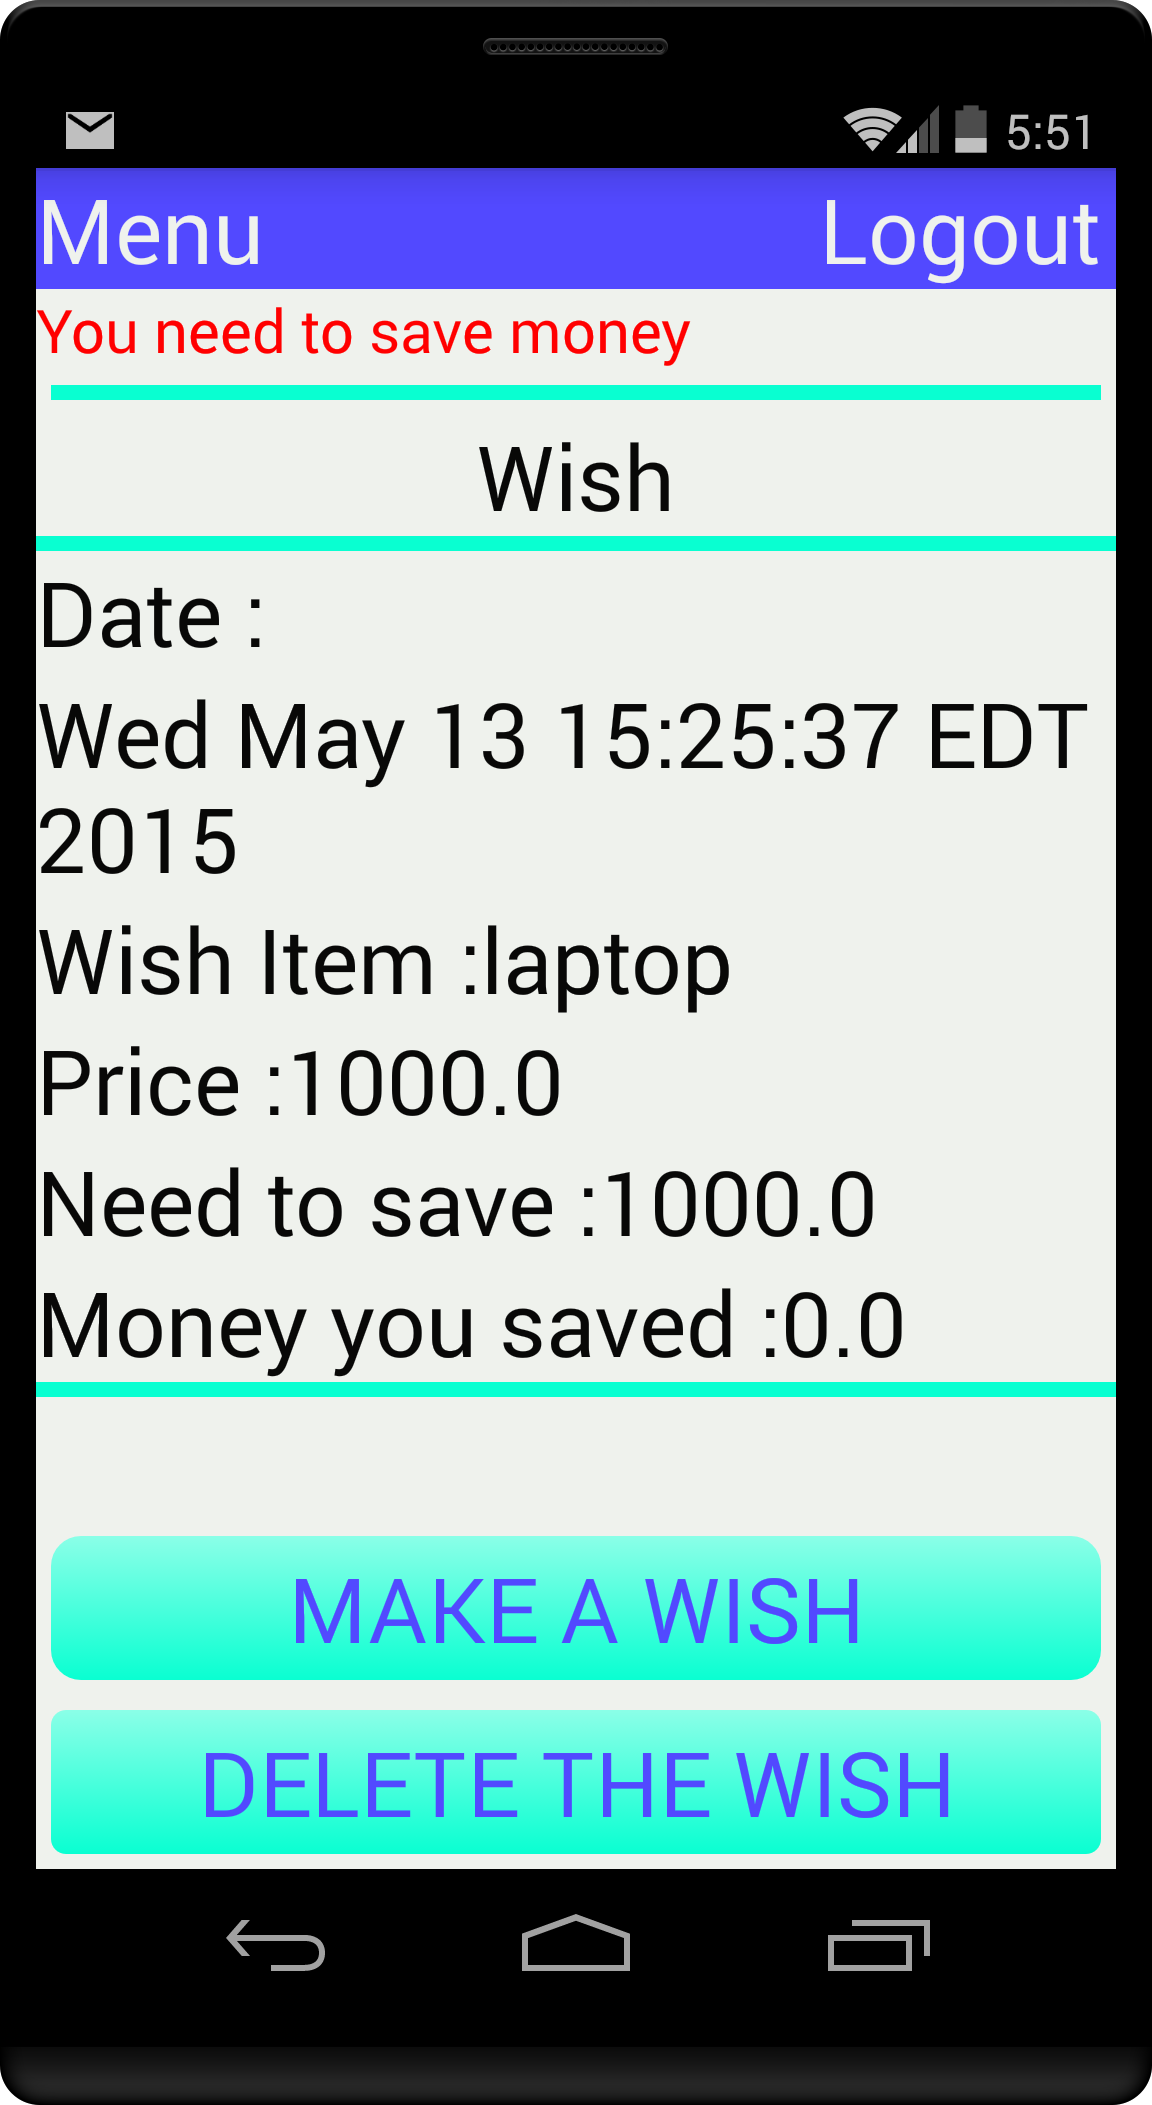 5:51
Menu Logout
You need to save money
Wish
Date :
Wed May 13 15:25:37 EDT
2015
Wish Item :laptop
Price :1000.0
Need to save :1000.0
Money you saved :0.0
MAKE A WISH
DELETE THE WISH